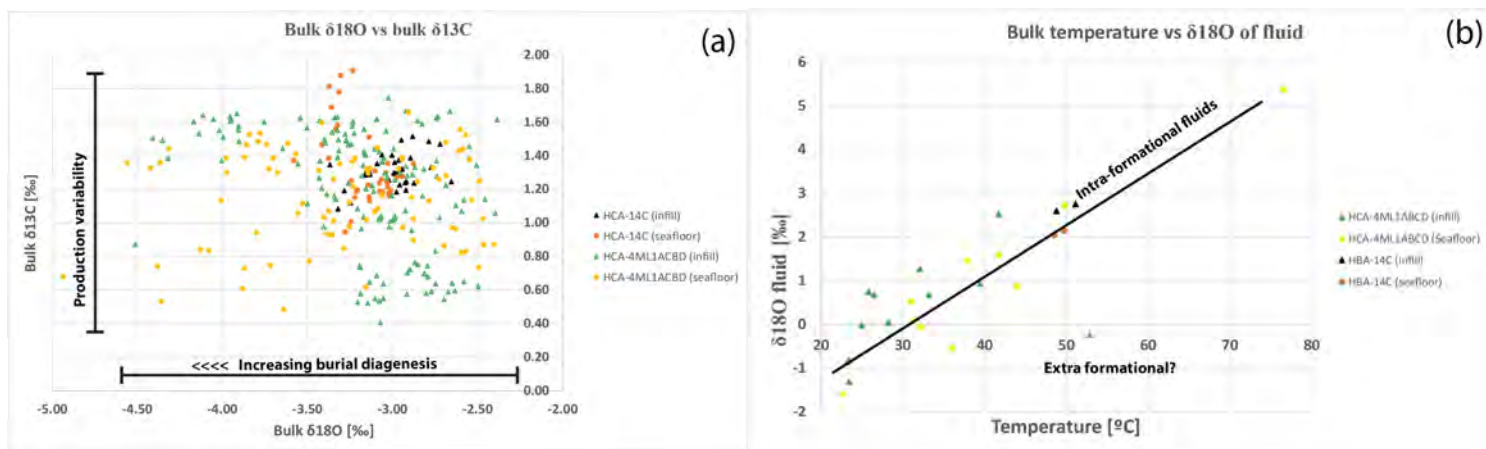 Bulk δ18O vs bulk δ13C
(a)
2.00
1.80
1.60
1.40
1.20
1.00
0.80
0.60
0.40
0.20
0.00
Bulk δ13C [‰]
Production variability
<<<< Increasing burial diagenesis
-5.00
-4.50
-4.00
-3.50
-3.00
-2.50
-2.00
Bulk δ18O [‰]
HCA-14C (infill)
HCA-14C (seafloor)
HCA-4ML1ACBD (infill)
HCA-4ML1ACBD (seafloor)
Bulk temperature vs δ18O of fluid
(b)
6
5
4
3
2
1
0
-1
-2
δ18O fluid [‰]
Intra-formational fluids
20
30
40
50
60
70
80
Extra formational?
Temperature [ºC]
HCA-4ML1ABCD (infill)
HCA-4ML1ABCD (Seafloor)
HBA-14C (infill)
HBA-14C (seafloor)